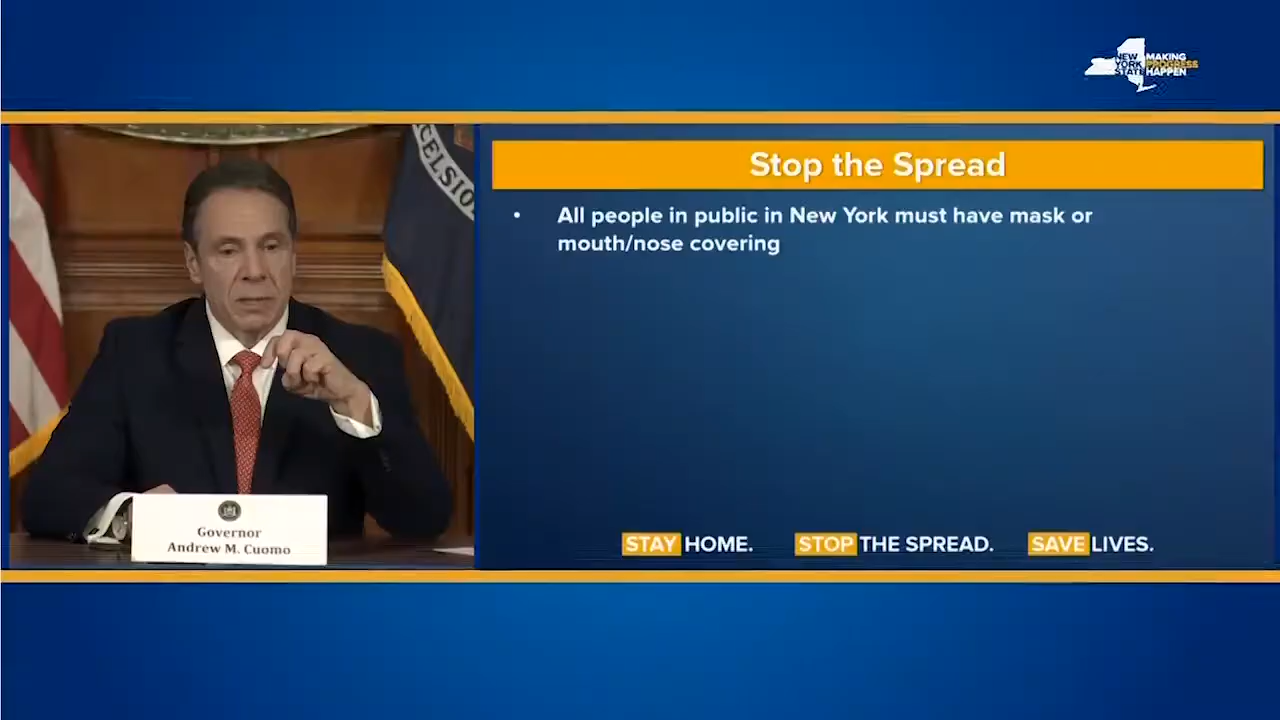 NEW
YORK
STATE
MAKING
PROGRESS
HAPPEN
CELSIO
Stop the Spread
• All people in public in New York must have mask or
mouth/nose covering
Governor
Andrew M. Cuomo
STAY HOME. STOP THE SPREAD. SAVE LIVES.